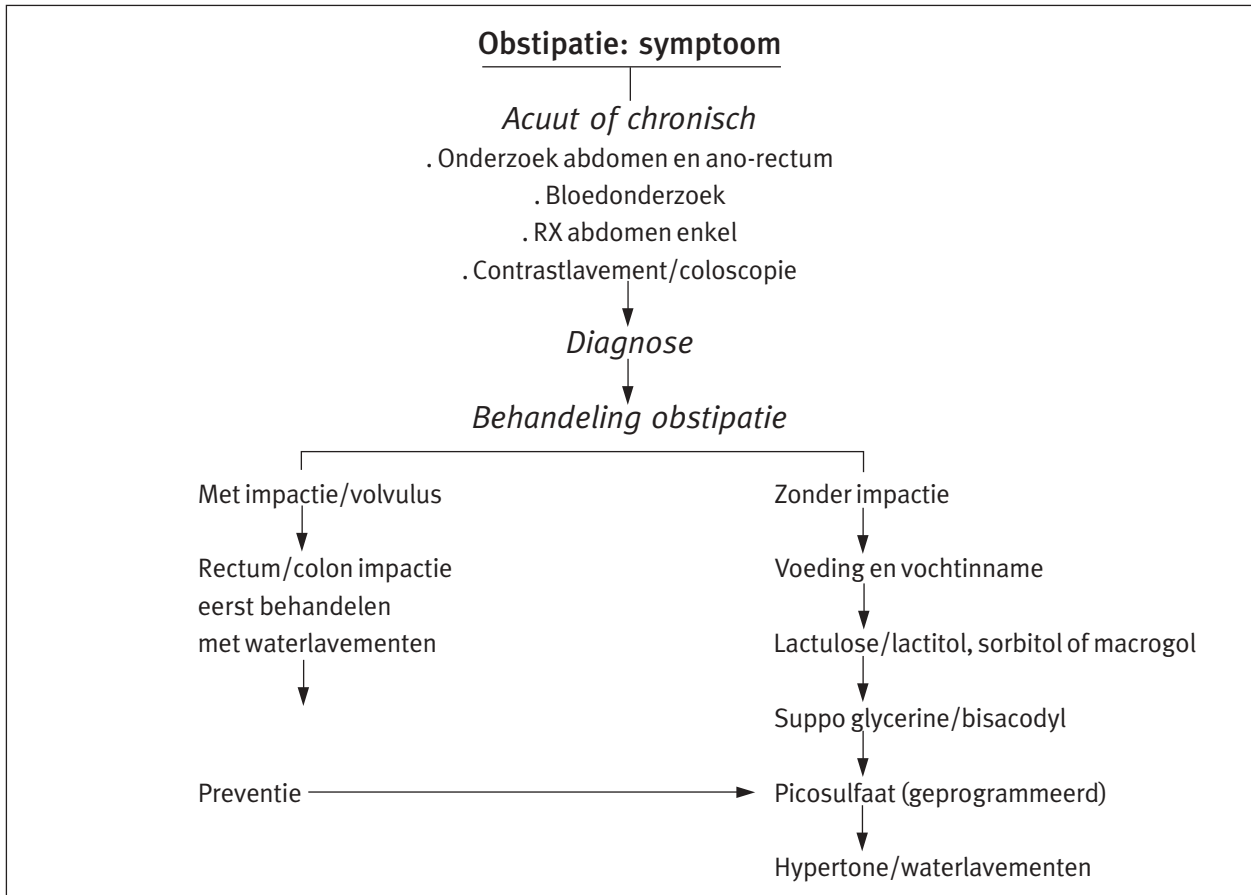 Obstipatie: symptoom
Acuut of chronisch
. Onderzoek abdomen en ano-rectum
. Bloedonderzoek
. RX abdomen enkel
. Contrastlavement/coloscopie
Diagnose
Behandeling obstipatie
Met impactie/volvulus
Rectum/colon impactie
eerst behandelen
met waterlavementen
Preventie
Zonder impactie
Voeding en vochtinname
Lactulose/lactitol, sorbitol of macrogol
Suppo glycerine/bisacodyl
Picosulfaat (geprogrammeerd)
Hypertone/waterlavementen